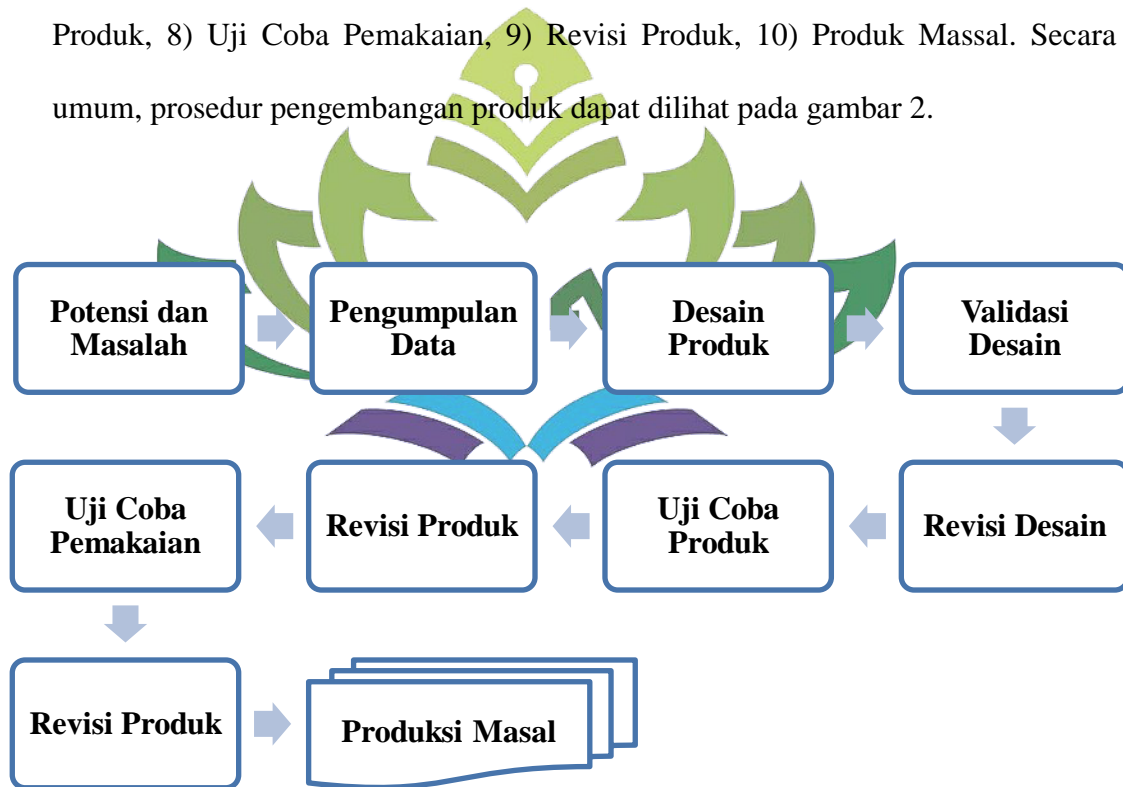 Produk, 8) Uji Coba Pemakaian, 9) Revisi Produk, 10) Produk Massal. Secara
umum, prosedur pengembangan produk dapat dilihat pada gambar 2.
Potensi dan
Masalah
Pengumpulan
Data
Desain
Produk
Validasi
Desain
Revisi Desain
Uji Coba
Produk
Revisi Produk
Uji Coba
Pemakaian
Revisi Produk
Produksi Masal